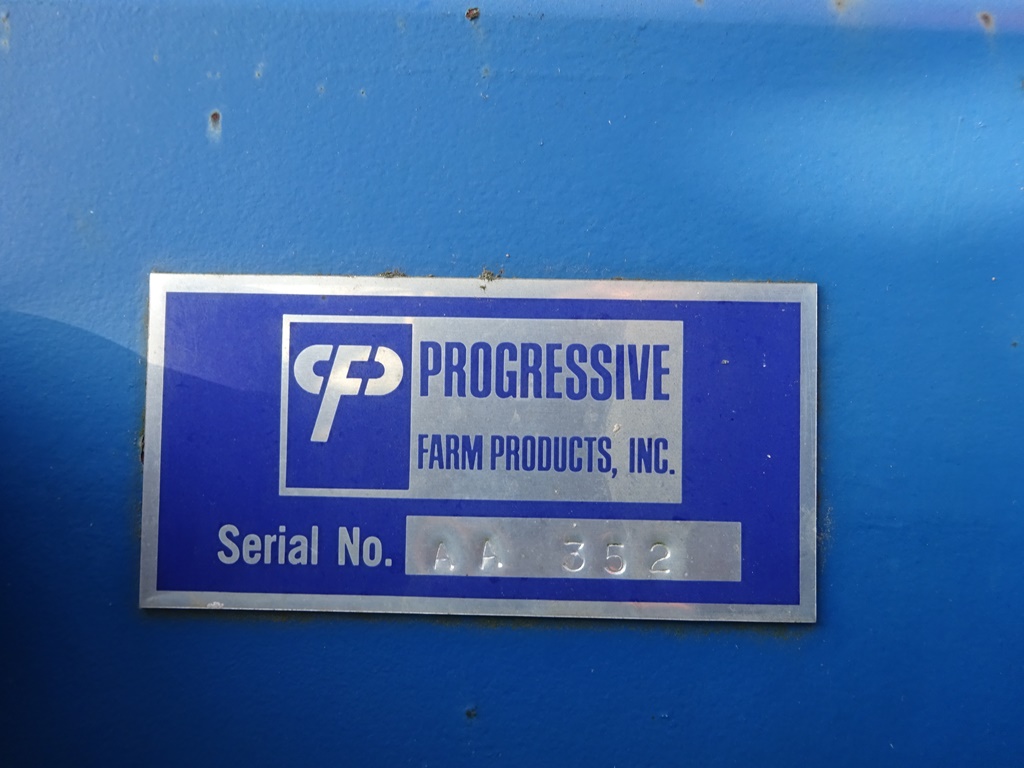 PROGRESSIVE
FARM PRODUCTS, INC.
Serial No. AA 352